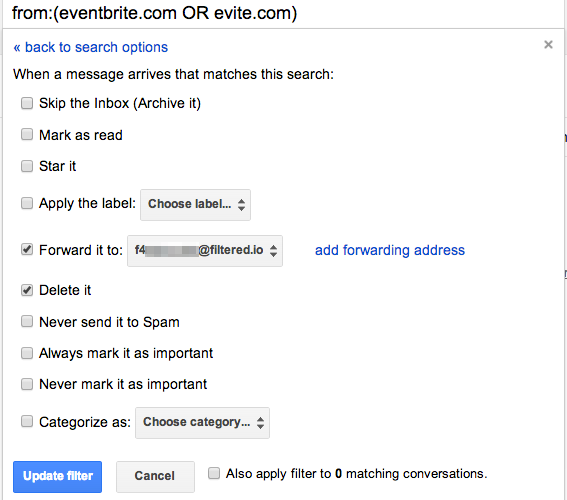 from:(eventbrite.com OR evite.com)
« back to search options
×
When a message arrives that matches this search:
Skip the Inbox (Archive it)
Mark as read
Star it
Apply the label: Choose label...
Forward it to: f4 @filtered.io add forwarding address
Delete it
Never send it to Spam
Always mark it as important
Never mark it as important
Categorize as: Choose category...
Update filter Cancel Also apply filter to 0 matching conversations.